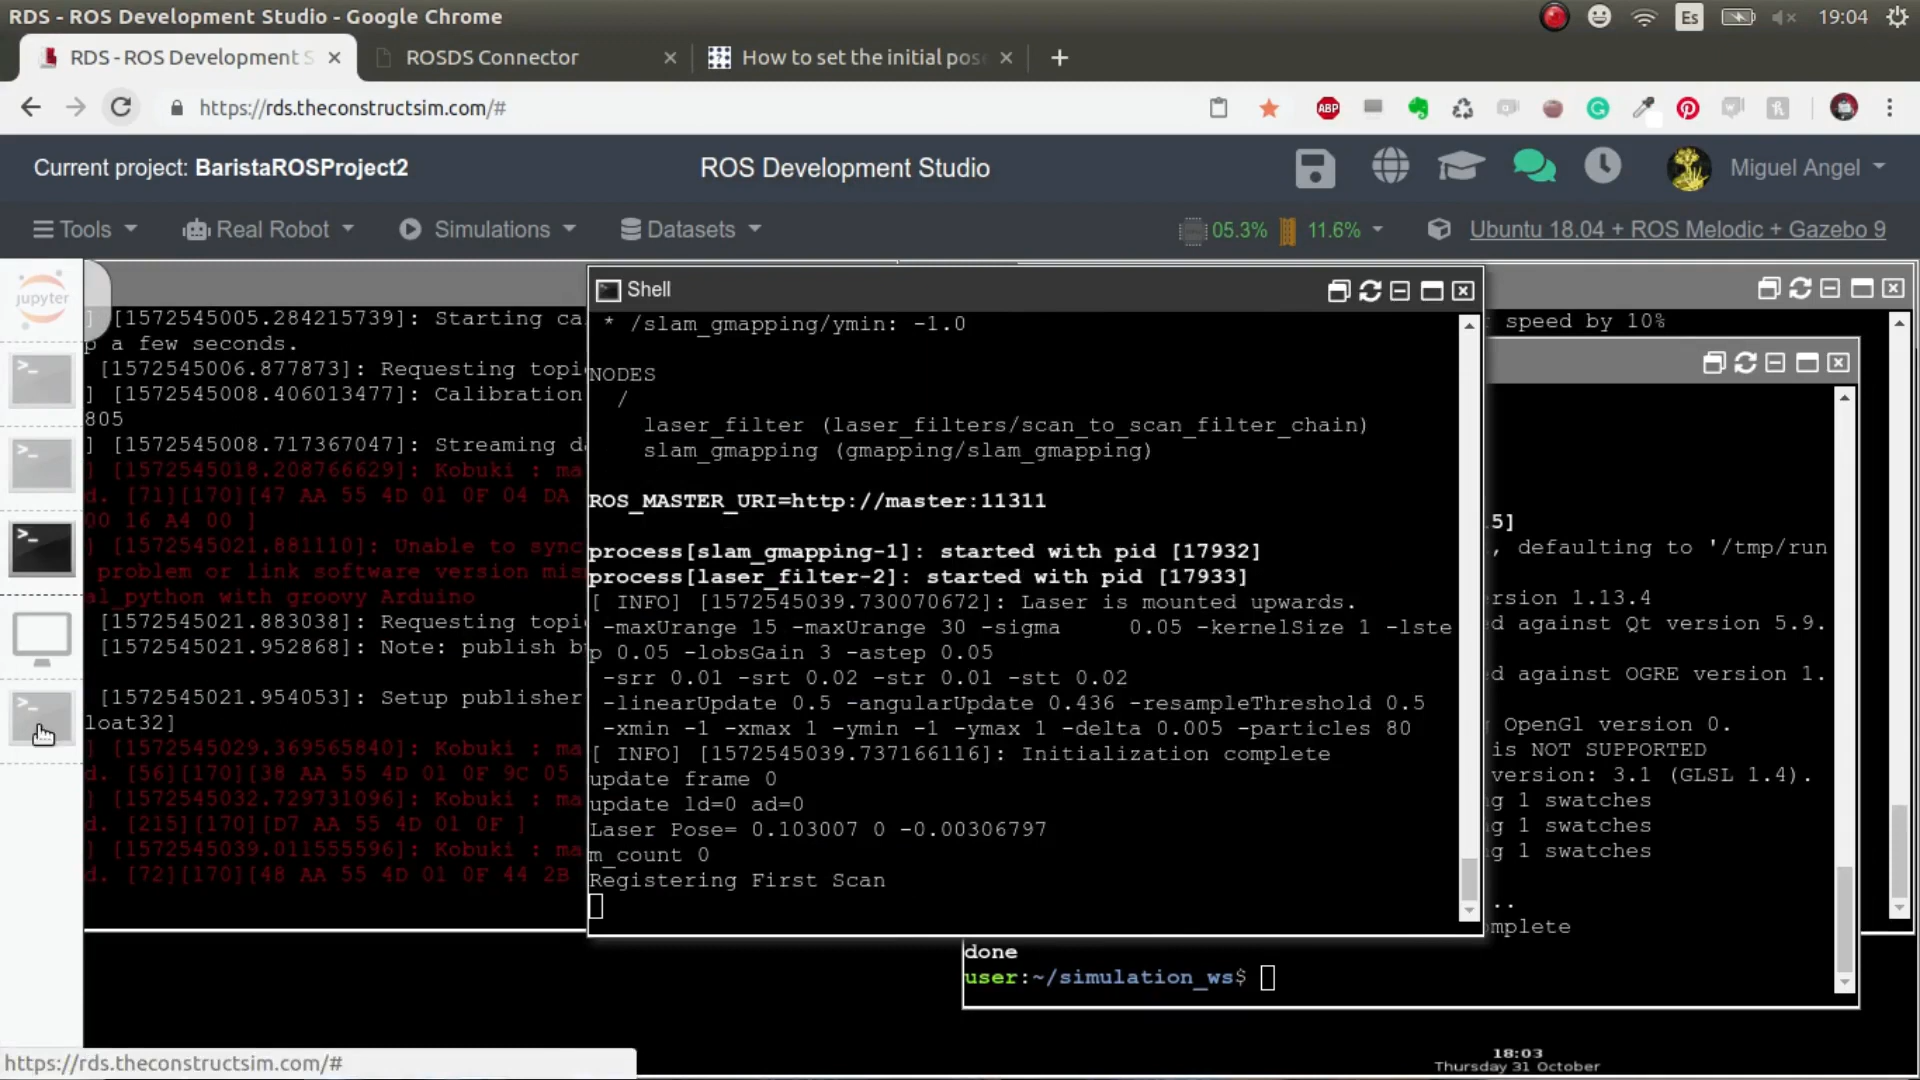 RDS - ROS Development Studio - Google Chrome
Es
19:04
RDS - ROS Development S
ROSDS Connector
How to set the initial pose
https://rds.theconstructsim.com/#
ABP
Current project: BaristaROSProject2
ROS Development Studio
Miguel Angel
Tools
Real Robot
Simulations
Datasets
05.3%
11.6%
Ubuntu 18.04 + ROS Melodic + Gazebo 9
jupyter
] [1572545005.284215739]: Starting ca
p a few seconds.
[1572545006.877873]: Requesting topi
] [1572545008.406013477]: Calibration
805
] [1572545008.717367047]: Streaming da
] [1572545018.208766629]: Kobuki : ma
d. [71][170][47 AA 55 4D 01 0F 04 DA
00 16 A4 00 ]
] [1572545021.881110]: Unable to sync
problem or link software version mis
al_python with groovy Arduino
[1572545021.883038]: Requesting topi
[1572545021.952868]: Note: publish bu
[1572545021.954053]: Setup publisher
loat32]
] [1572545029.369565840]: Kobuki : ma
d. [56][170][38 AA 55 4D 01 0F 9C 05
] [1572545032.729731096]: Kobuki : ma
d. [215][170][D7 AA 55 4D 01 0F ]
] [1572545039.011555596]: Kobuki : ma
d. [72][170][48 AA 55 4D 01 0F 44 2B
Shell
* /slam_gmapping/ymin: -1.0
NODES
/
laser_filter (laser_filters/scan_to_scan_filter_chain)
slam_gmapping (gmapping/slam_gmapping)
ROS_MASTER_URI=http://master:11311
process[slam_gmapping-1]: started with pid [17932]
process[laser_filter-2]: started with pid [17933]
[ INFO] [1572545039.730070672]: Laser is mounted upwards.
-maxUrange 15 -maxUrange 30 -sigma     0.05 -kernelSize 1 -lste
p 0.05 -lobsGain 3 -astep 0.05
-srr 0.01 -srt 0.02 -str 0.01 -stt 0.02
-linearUpdate 0.5 -angularUpdate 0.436 -resampleThreshold 0.5
-xmin -1 -xmax 1 -ymin -1 -ymax 1 -delta 0.005 -particles 80
[ INFO] [1572545039.737166116]: Initialization complete
update frame 0
update ld=0 ad=0
Laser Pose= 0.103007 0 -0.00306797
m_count 0
Registering First Scan
speed by 10%
.5]
, defaulting to '/tmp/run
rsion 1.13.4
d against Qt version 5.9.
d against OGRE version 1.
OpenGl version 0.
is NOT SUPPORTED
version: 3.1 (GLSL 1.4).
g 1 swatches
g 1 swatches
g 1 swatches
..
mplete
done
user:~/simulation_ws$
https://rds.theconstructsim.com/#
18:03
Thursday 31 October